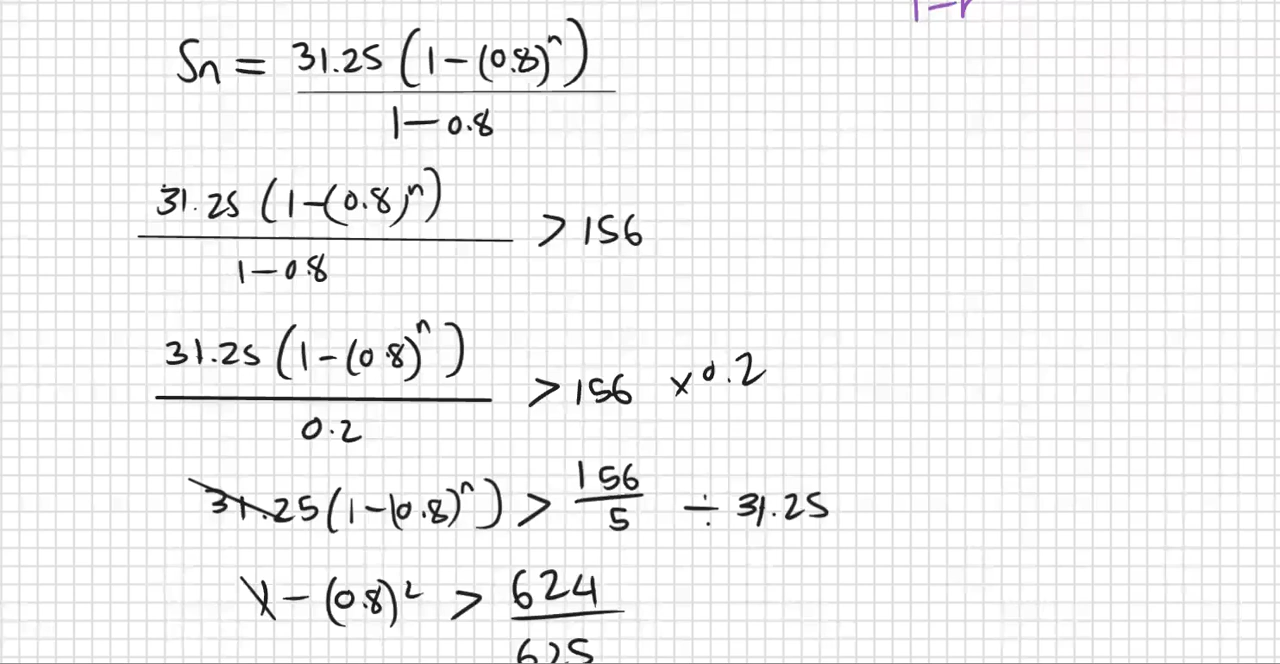 1-r
Sn = 31.25 (1-(0.8)^n) / 1-0.8
31.25 (1-(0.8)^n) / 1-0.8 > 156
31.25 (1-(0.8)^n) / 0.2 > 156 × 0.2
31.25 (1-(0.8)^n) > 156/5 ÷ 31.25
1 - (0.8)^2 > 624/625